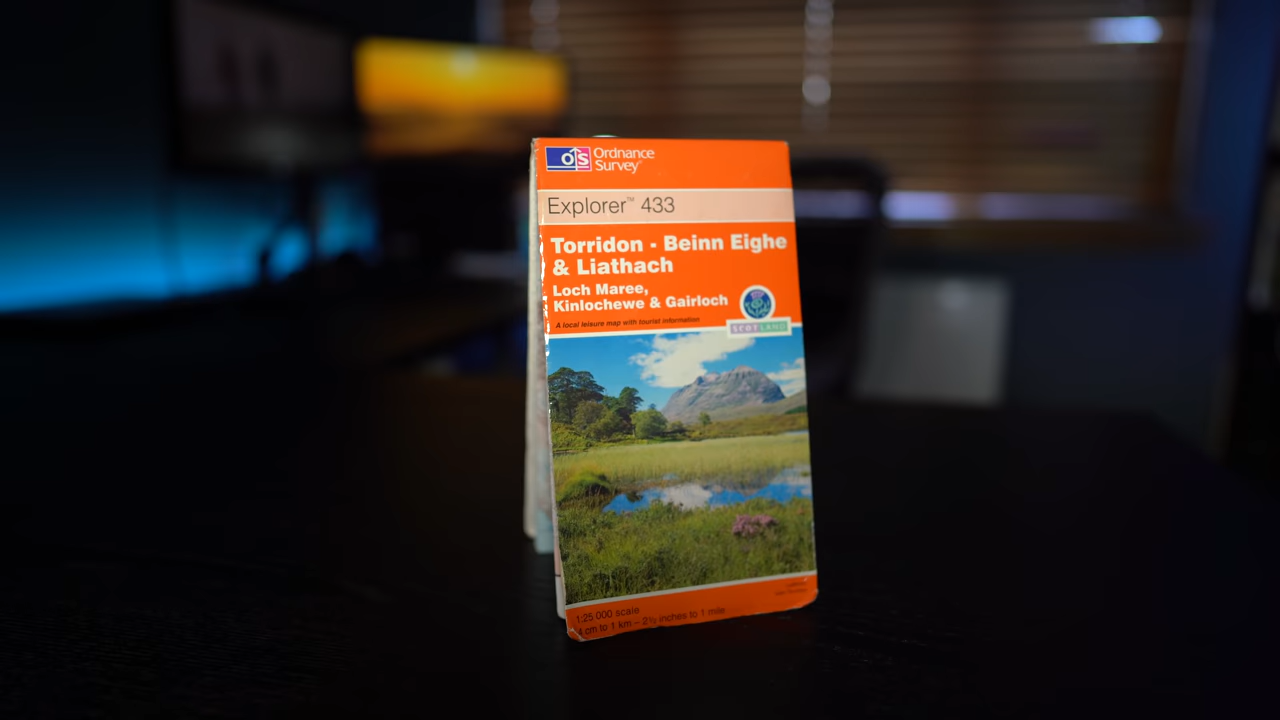 OS Ordnance
Survey®
Explorer™ 433
Torridon - Beinn Eighe
& Liathach
Loch Maree,
Kinlochewe & Gairloch
A local leisure map with tourist information
SCOTLAND
1:25 000 scale
4 cm to 1 km – 2½ inches to 1 mile